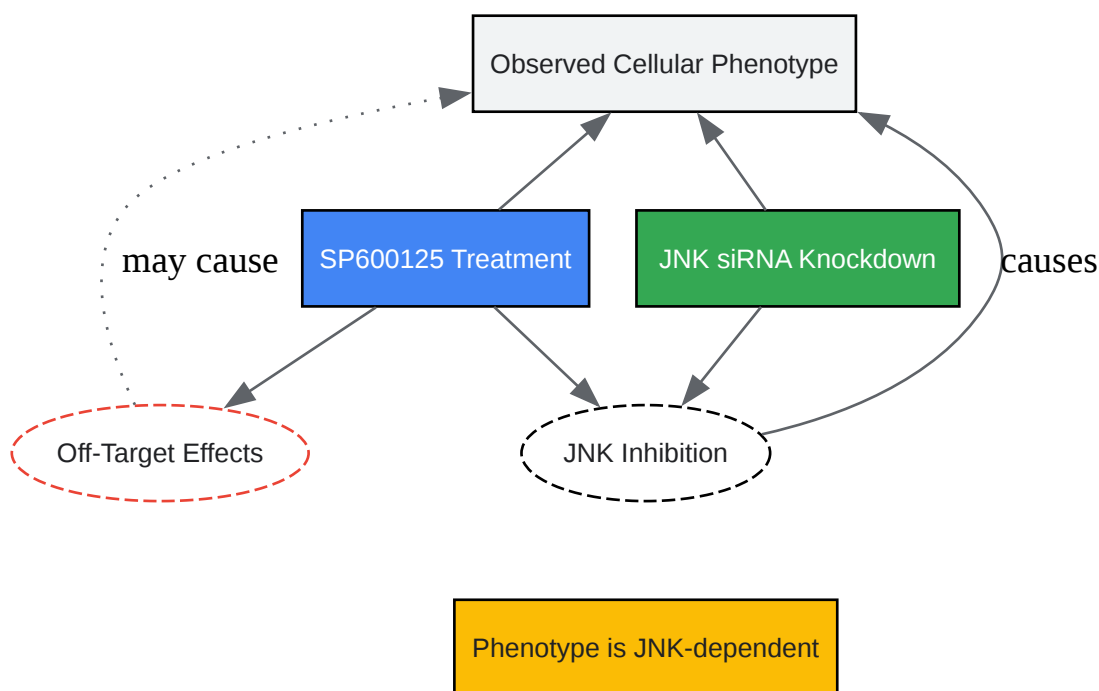 Observed Cellular Phenotype
may cause
SP600125 Treatment
JNK siRNA Knockdown
causes
Off-Target Effects
JNK Inhibition
Phenotype is JNK-dependent